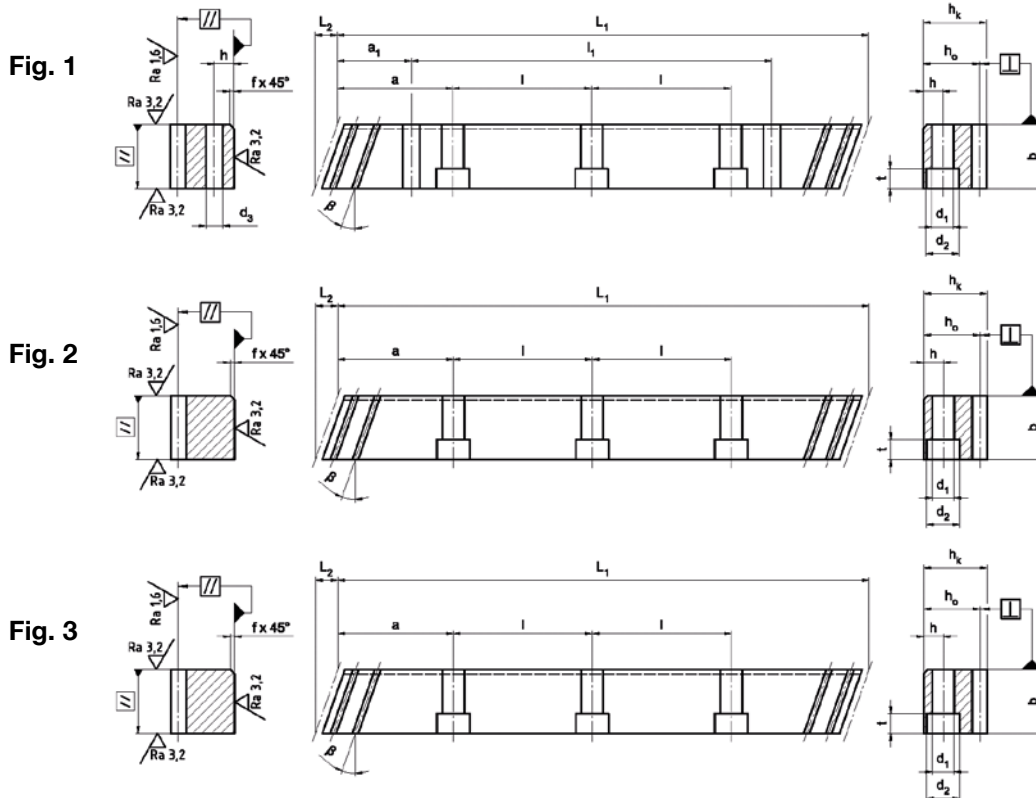 Fig. 1
Ra 1,6
//
h
f x 45°
Ra 3,2
Ra 3,2
//
Ra 3,2
d₃
L₂
L₁
a₁
l₁
a
l
l
β
hₖ
hₒ
⊥
h
b
t
d₁
d₂
Fig. 2
Ra 1,6
//
f x 45°
Ra 3,2
Ra 3,2
//
Ra 3,2
L₂
L₁
a
l
l
β
hₖ
hₒ
⊥
h
b
t
d₁
d₂
Fig. 3
Ra 1,6
//
f x 45°
Ra 3,2
Ra 3,2
//
Ra 3,2
L₂
L₁
a
l
l
β
hₖ
hₒ
⊥
h
b
t
d₁
d₂